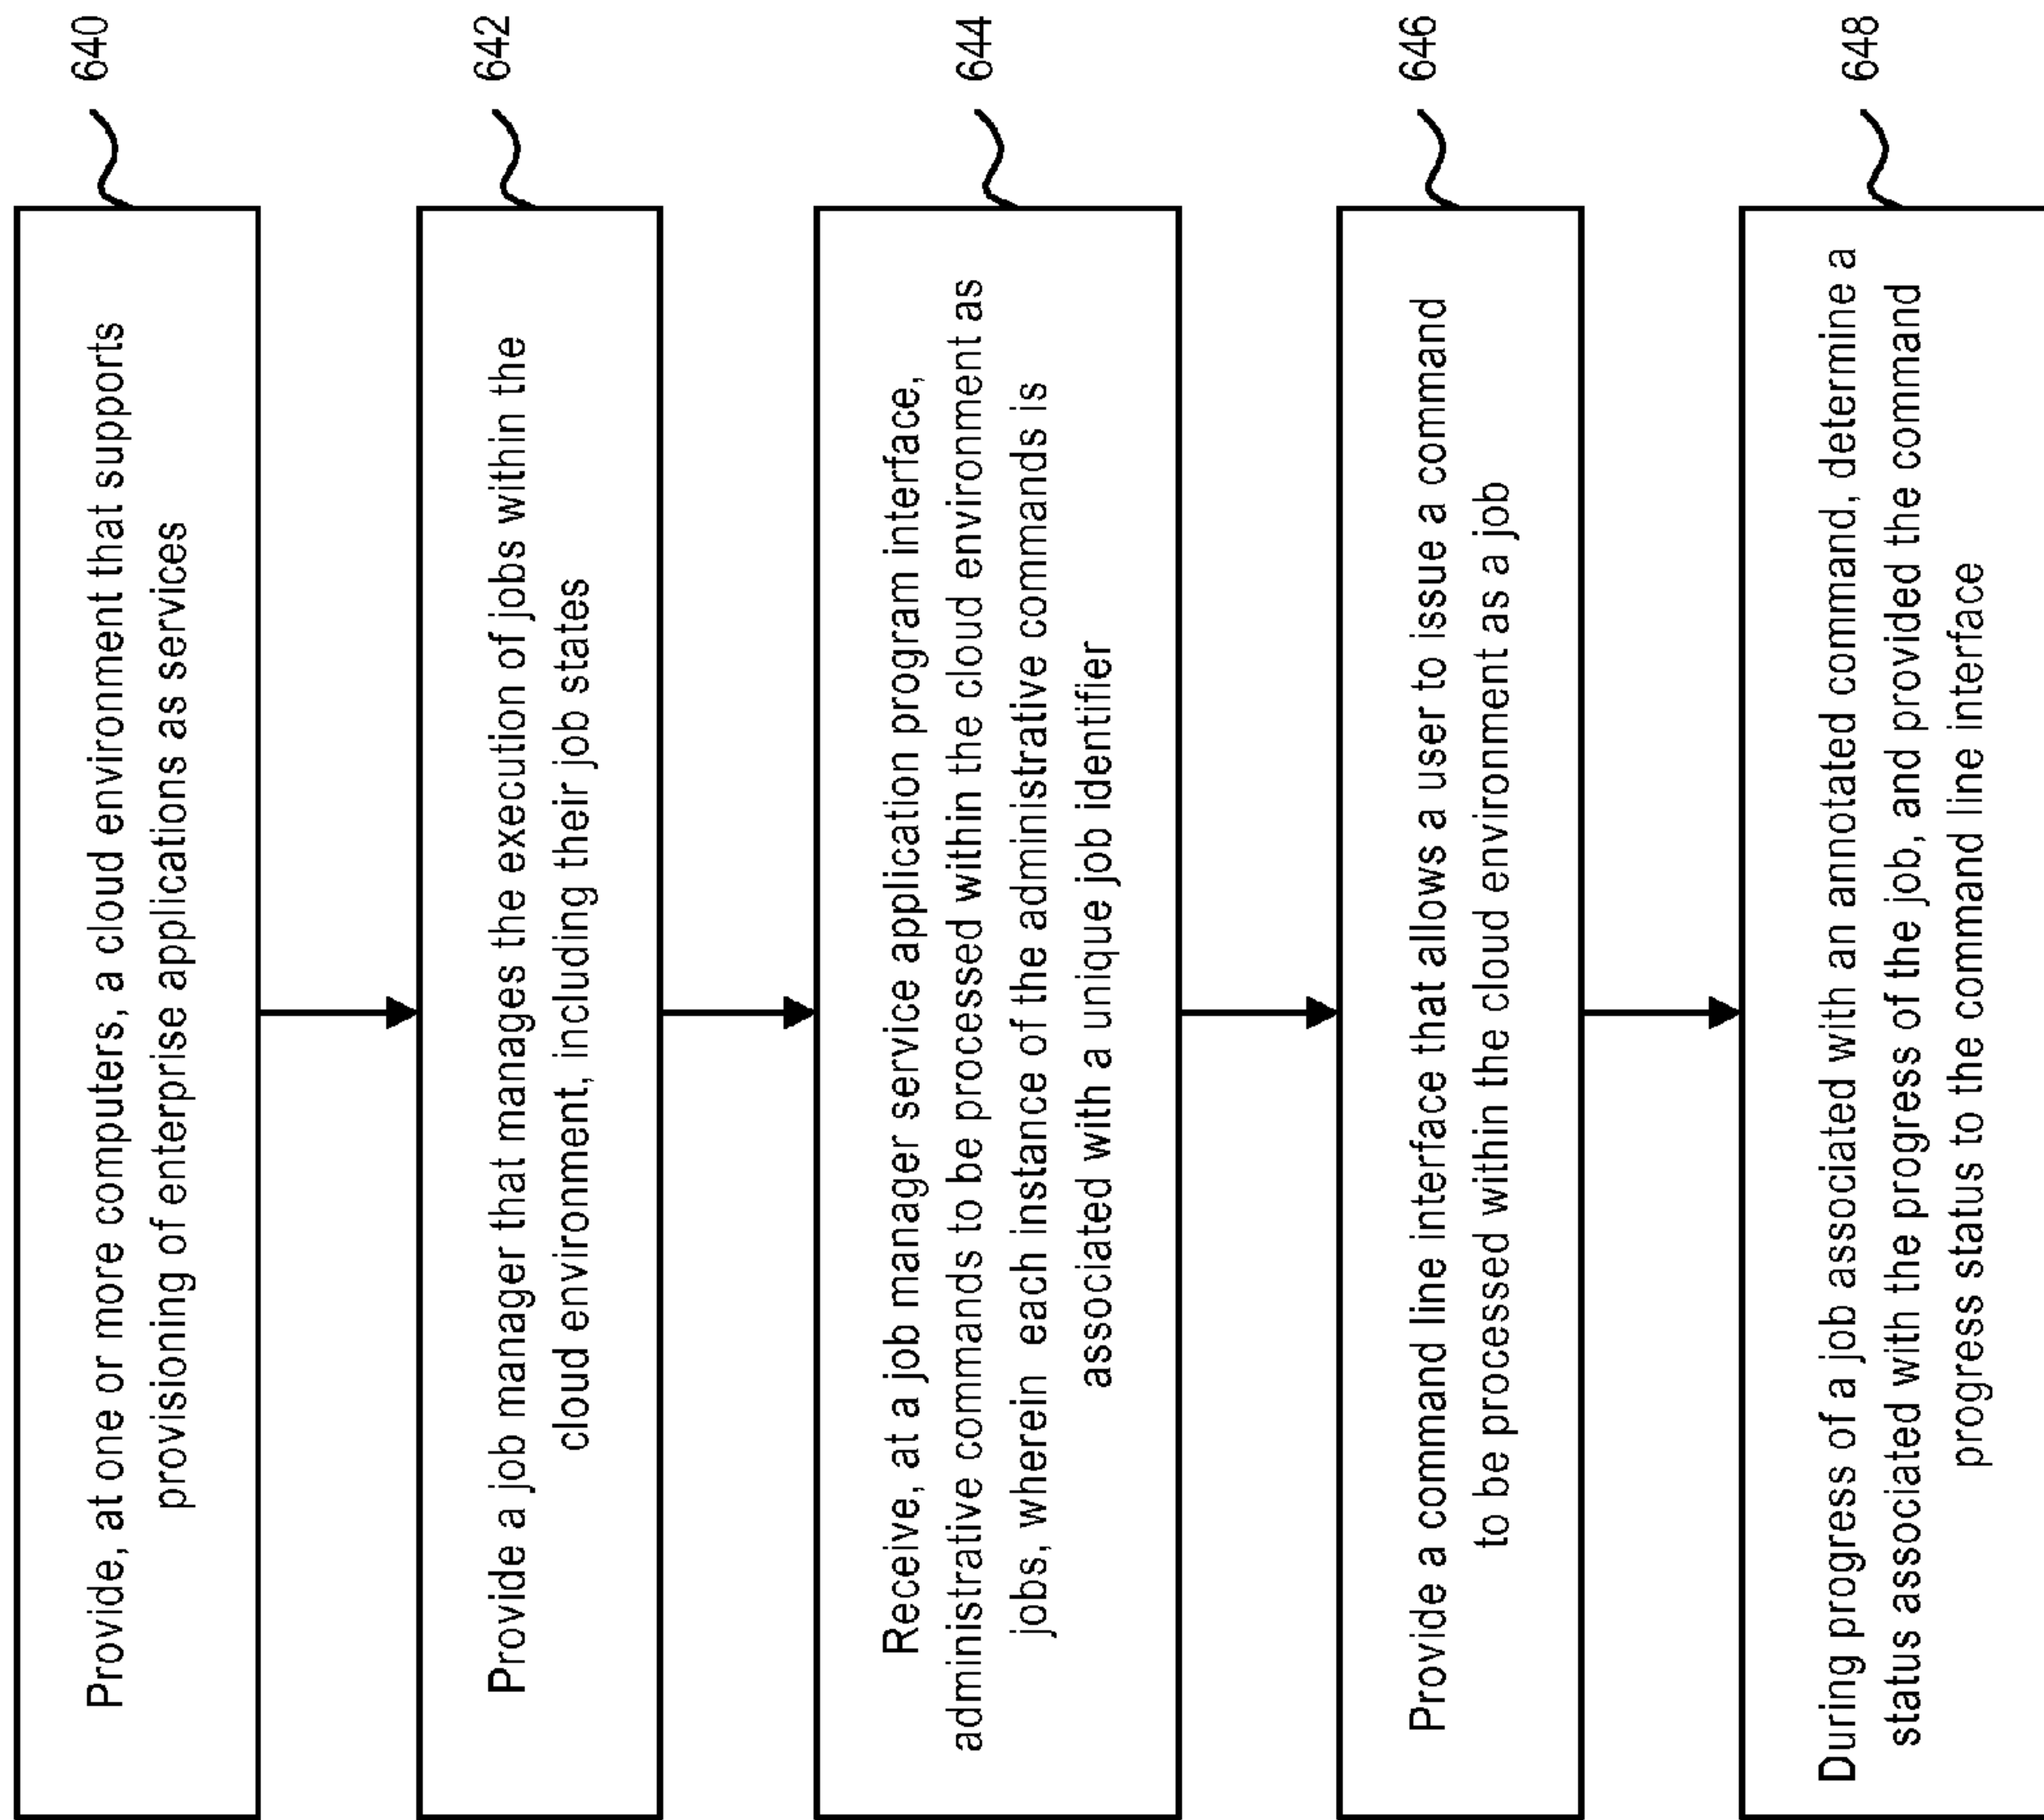 Provide, at one or more computers, a cloud environment that supports
provisioning of enterprise applications as services
640
Provide a job manager that manages the execution of jobs within the
cloud environment, including their job states
642
Receive, at a job manager service application program interface,
administrative commands to be processed within the cloud environment as
jobs, wherein each instance of the administrative commands is
associated with a unique job identifier
644
Provide a command line interface that allows a user to issue a command
to be processed within the cloud environment as a job
646
During progress of a job associated with an annotated command, determine a
status associated with the progress of the job, and provided the command
progress status to the command line interface
648